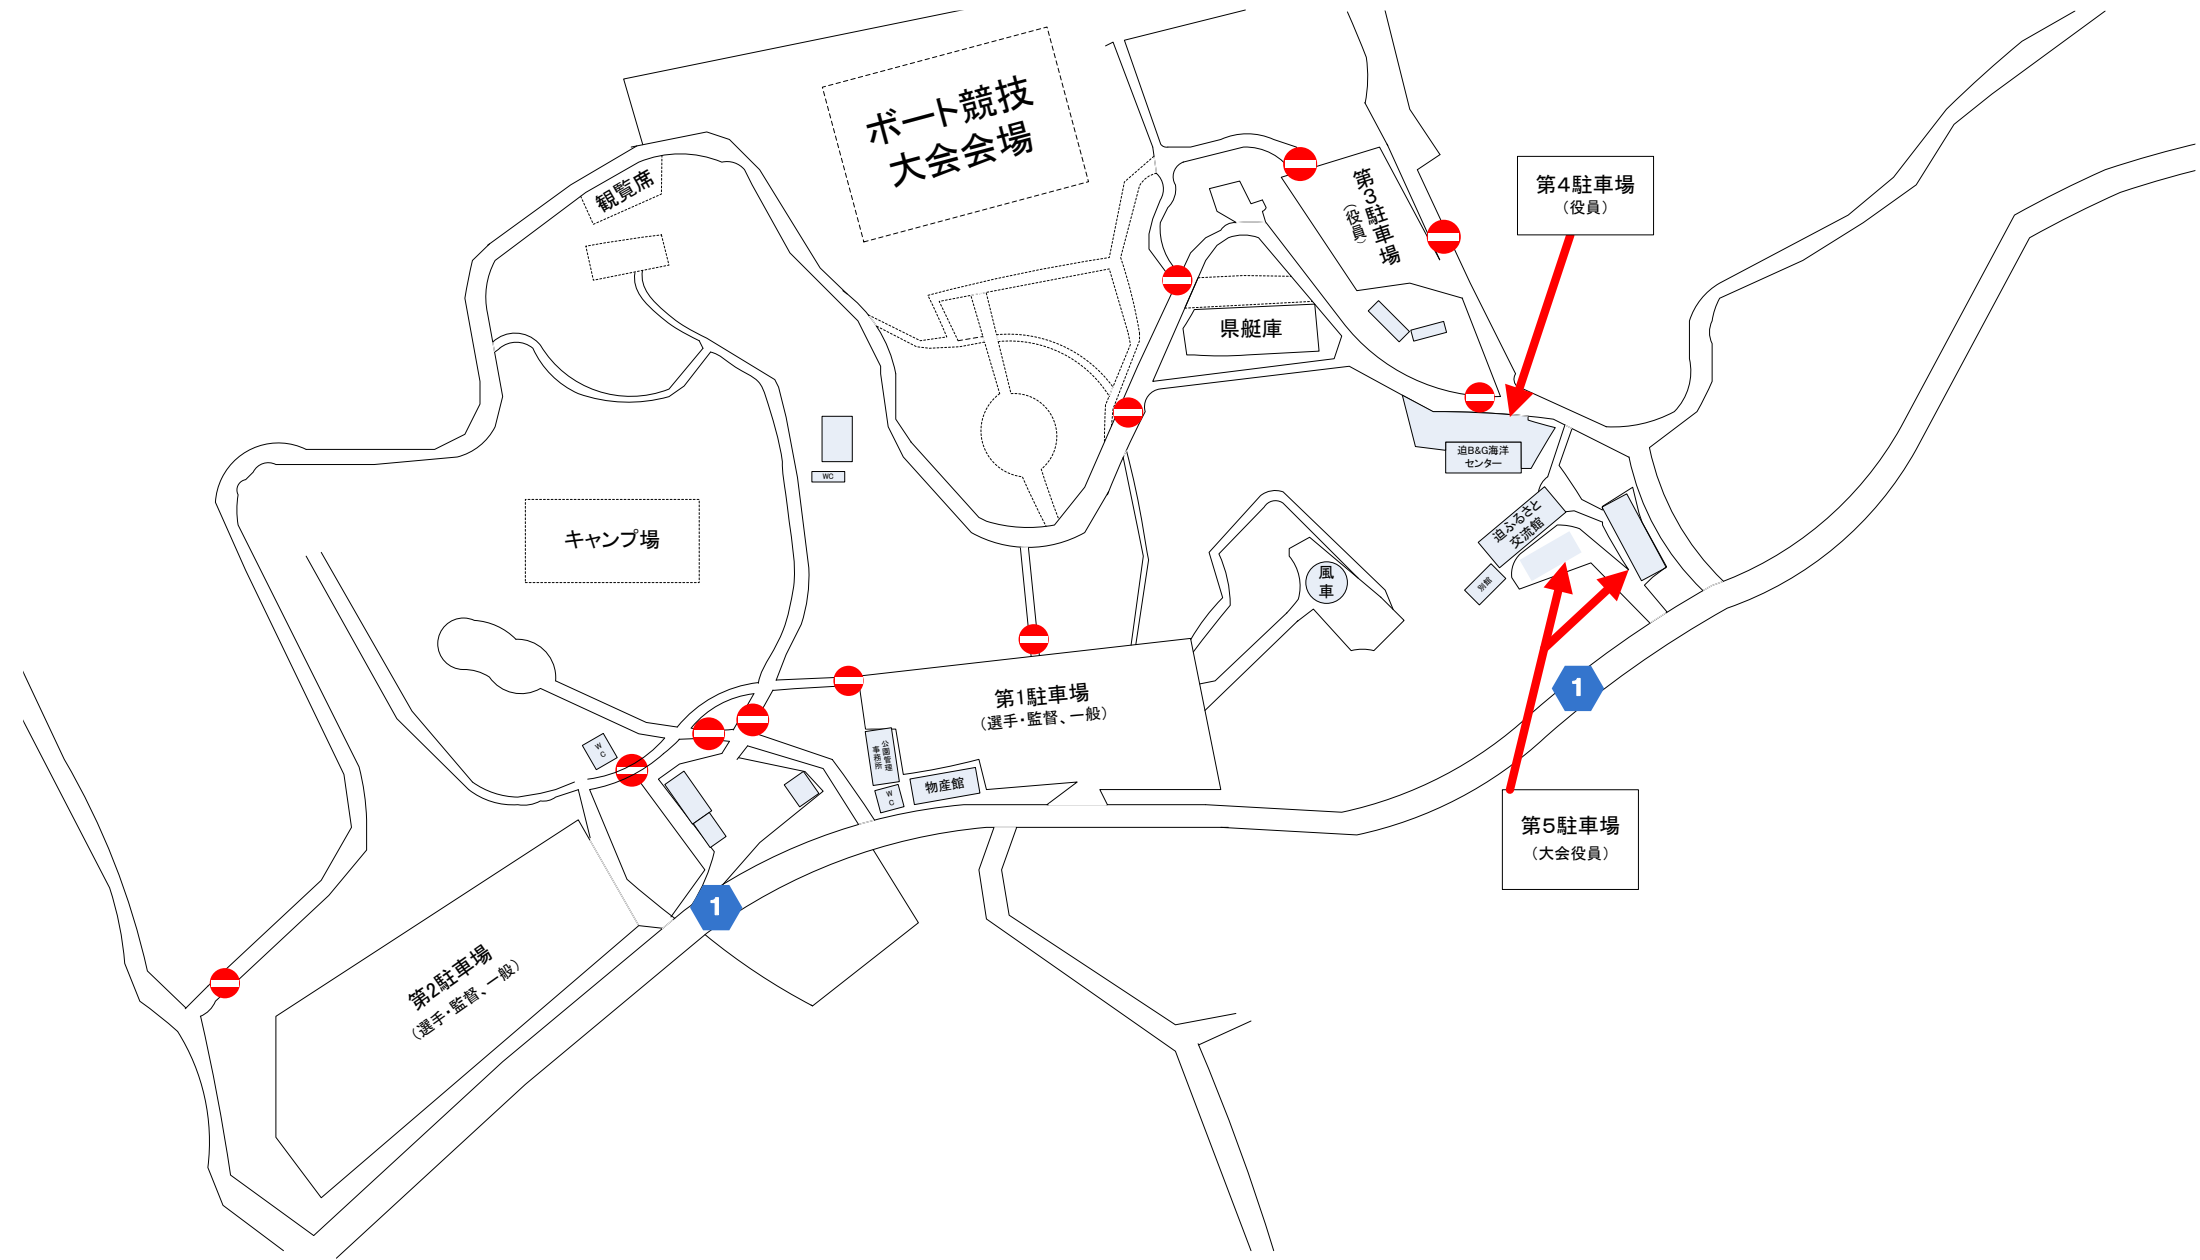 ボート競技
大会会場
観覧席
第3駐車場
（役員）
第4駐車場
（役員）
県艇庫
迫B&G海洋
センター
WC
キャンプ場
迫ふるさと
交流館
別館
風
車
第1駐車場
（選手・監督、一般）
1
W
C
公園管理
事務所
物産館
W
C
第5駐車場
（大会役員）
1
第2駐車場
（選手・監督、一般）